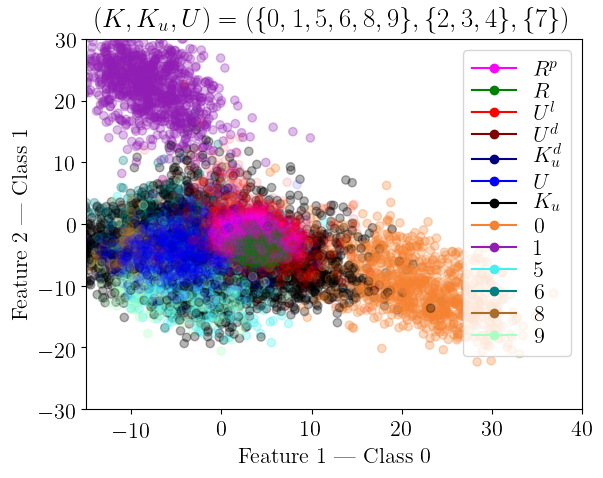 (K, K_u, U) = ({0, 1, 5, 6, 8, 9}, {2, 3, 4}, {7})
30
20
10
0
−10
−20
−30
−10
0
10
20
30
40
Feature 2 — Class 1
Feature 1 — Class 0
R^p
R
U^l
U^d
K_u^d
U
K_u
0
1
5
6
8
9